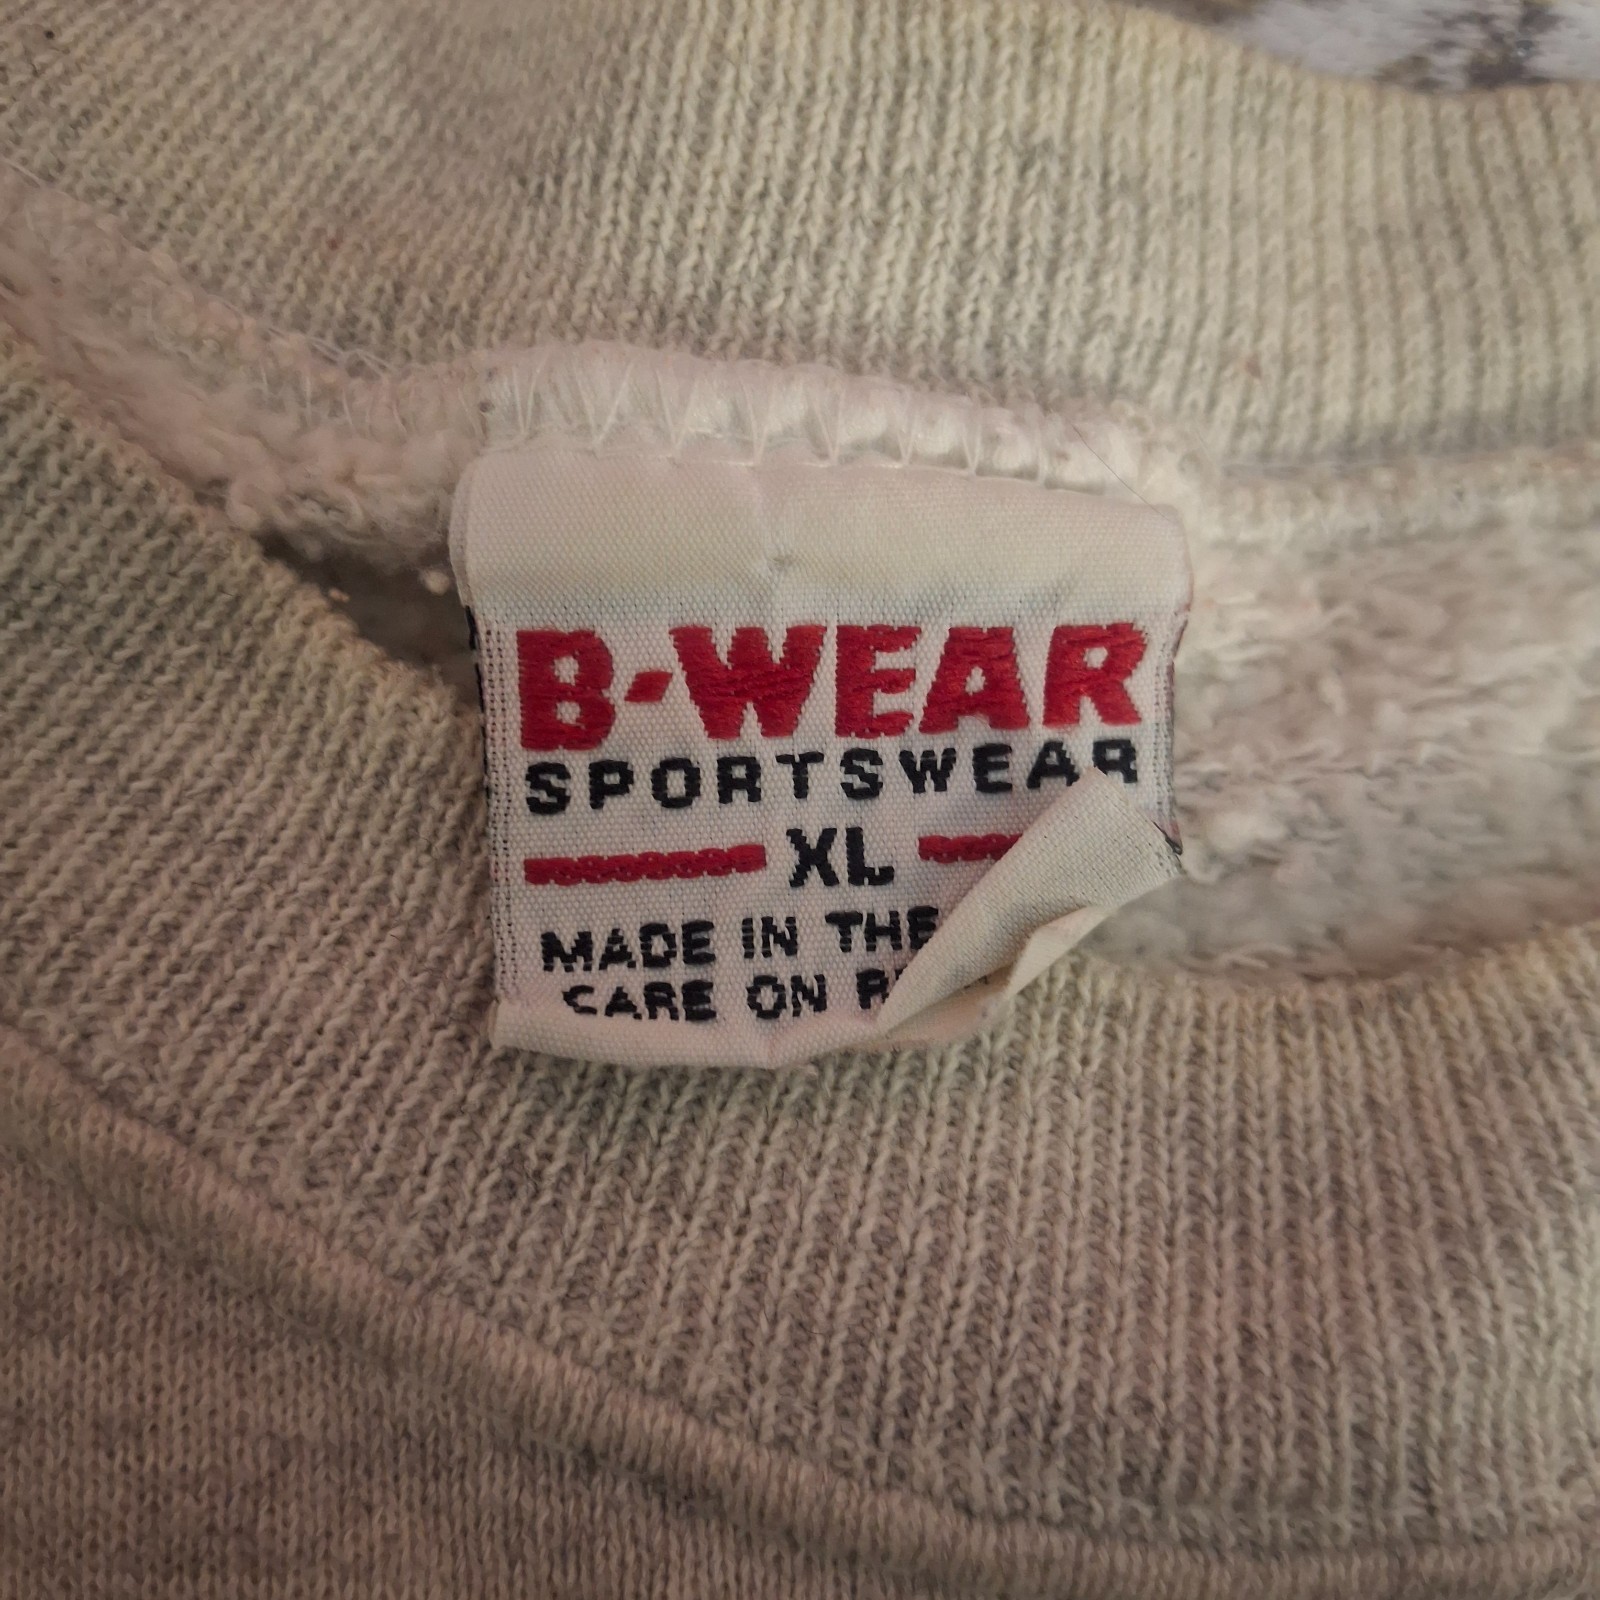 B-WEAR
SPORTSWEAR
XL
MADE IN THE
CARE ON